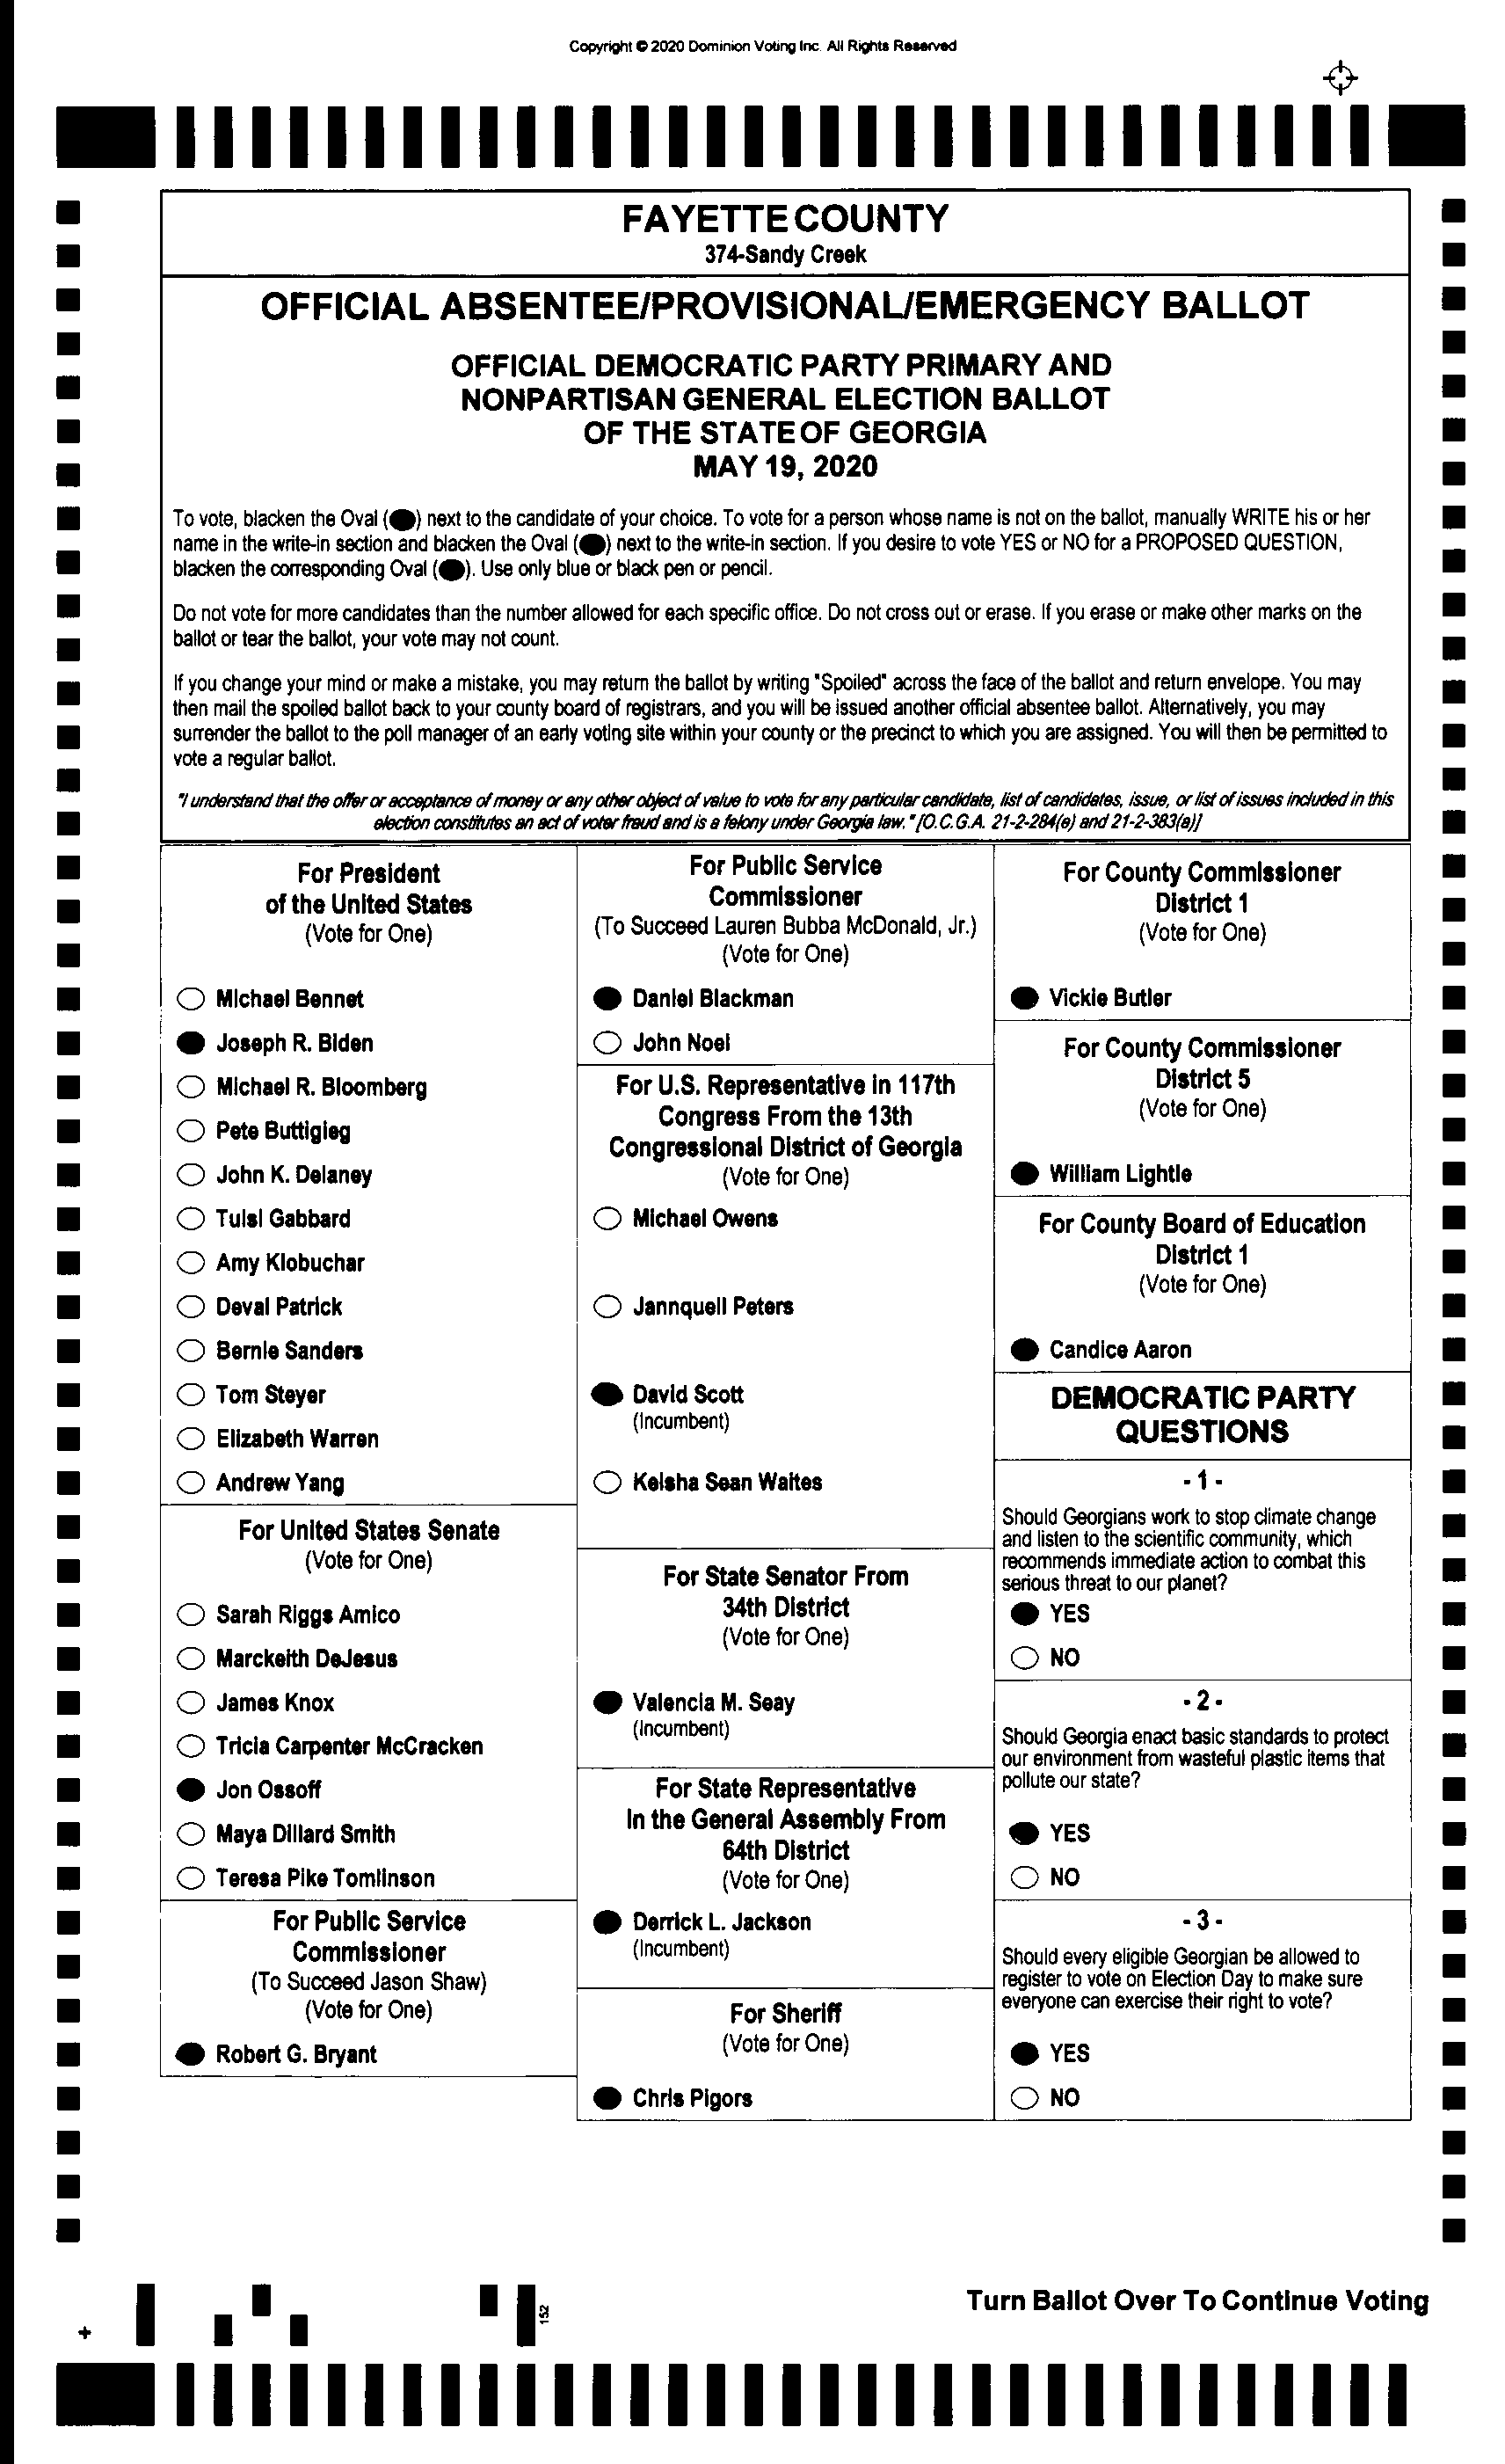 Copyright © 2020 Dominion Voting Inc. All Rights Reserved
FAYETTE COUNTY
374-Sandy Creek
OFFICIAL ABSENTEE/PROVISIONAL/EMERGENCY BALLOT
OFFICIAL DEMOCRATIC PARTY PRIMARY AND
NONPARTISAN GENERAL ELECTION BALLOT
OF THE STATE OF GEORGIA
MAY 19, 2020
To vote, blacken the Oval (●) next to the candidate of your choice. To vote for a person whose name is not on the ballot, manually WRITE his or her
name in the write-in section and blacken the Oval (●) next to the write-in section. If you desire to vote YES or NO for a PROPOSED QUESTION,
blacken the corresponding Oval (●). Use only blue or black pen or pencil.
Do not vote for more candidates than the number allowed for each specific office. Do not cross out or erase. If you erase or make other marks on the
ballot or tear the ballot, your vote may not count.
If you change your mind or make a mistake, you may return the ballot by writing "Spoiled" across the face of the ballot and return envelope. You may
then mail the spoiled ballot back to your county board of registrars, and you will be issued another official absentee ballot. Alternatively, you may
surrender the ballot to the poll manager of an early voting site within your county or the precinct to which you are assigned. You will then be permitted to
vote a regular ballot.
"I understand that the offer or acceptance of money or any other object of value to vote for any particular candidate, list of candidates, issue, or list of issues included in this
election constitutes an act of voter fraud and is a felony under Georgia law." [O.C.G.A. 21-2-284(e) and 21-2-383(a)]
For President
of the United States
(Vote for One)
Michael Bennet
Joseph R. Biden
Michael R. Bloomberg
Pete Buttigieg
John K. Delaney
Tulsi Gabbard
Amy Klobuchar
Deval Patrick
Bernie Sanders
Tom Steyer
Elizabeth Warren
Andrew Yang
For United States Senate
(Vote for One)
Sarah Riggs Amico
Marckeith DeJesus
James Knox
Tricia Carpenter McCracken
Jon Ossoff
Maya Dillard Smith
Teresa Pike Tomlinson
For Public Service
Commissioner
(To Succeed Jason Shaw)
(Vote for One)
Robert G. Bryant
For Public Service
Commissioner
(To Succeed Lauren Bubba McDonald, Jr.)
(Vote for One)
Daniel Blackman
John Noel
For U.S. Representative in 117th
Congress From the 13th
Congressional District of Georgia
(Vote for One)
Michael Owens
Jannquell Peters
David Scott
(Incumbent)
Keisha Sean Waites
For State Senator From
34th District
(Vote for One)
Valencia M. Seay
(Incumbent)
For State Representative
In the General Assembly From
64th District
(Vote for One)
Derrick L. Jackson
(Incumbent)
For Sheriff
(Vote for One)
Chris Pigors
For County Commissioner
District 1
(Vote for One)
Vickie Butler
For County Commissioner
District 5
(Vote for One)
William Lightle
For County Board of Education
District 1
(Vote for One)
Candice Aaron
DEMOCRATIC PARTY
QUESTIONS
- 1 -
Should Georgians work to stop climate change
and listen to the scientific community, which
recommends immediate action to combat this
serious threat to our planet?
YES
NO
- 2 -
Should Georgia enact basic standards to protect
our environment from wasteful plastic items that
pollute our state?
YES
NO
- 3 -
Should every eligible Georgian be allowed to
register to vote on Election Day to make sure
everyone can exercise their right to vote?
YES
NO
Turn Ballot Over To Continue Voting
152